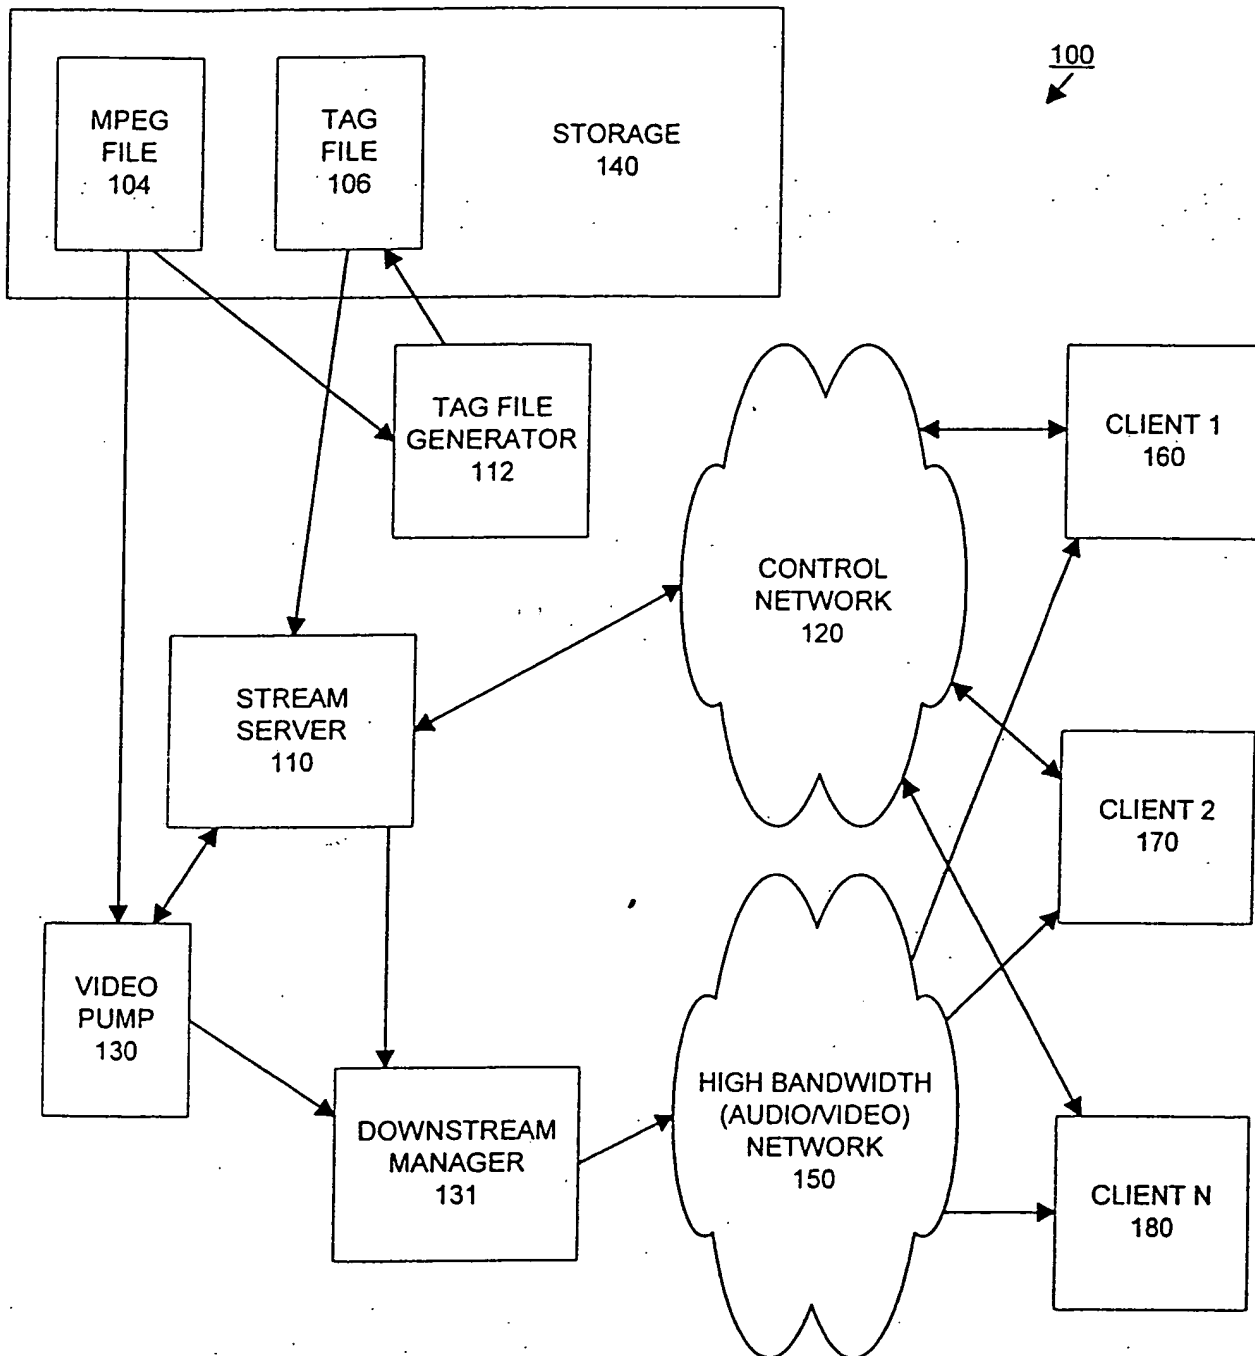 100
MPEG
FILE
104
TAG
FILE
106
STORAGE
140
TAG FILE
GENERATOR
112
CLIENT 1
160
CONTROL
NETWORK
120
STREAM
SERVER
110
CLIENT 2
170
VIDEO
PUMP
130
DOWNSTREAM
MANAGER
131
HIGH BANDWIDTH
(AUDIO/VIDEO)
NETWORK
150
CLIENT N
180